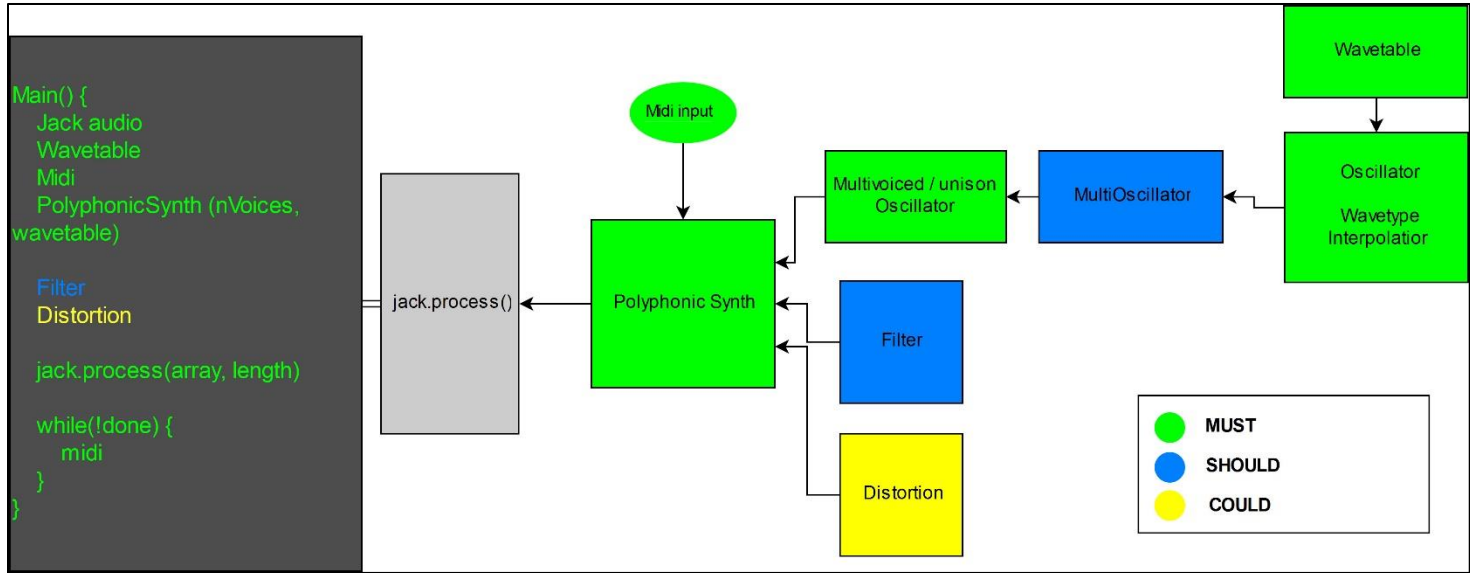 Main() {
Jack audio
Wavetable
Midi
PolyphonicSynth (nVoices,
wavetable)
Filter
Distortion
jack.process(array, length)
while(!done) {
midi
}
}
jack.process()
Midi input
Polyphonic Synth
Multivoiced / unison
Oscillator
MultiOscillator
Wavetable
Oscillator
Wavetype
Interpolatior
Filter
Distortion
MUST
SHOULD
COULD